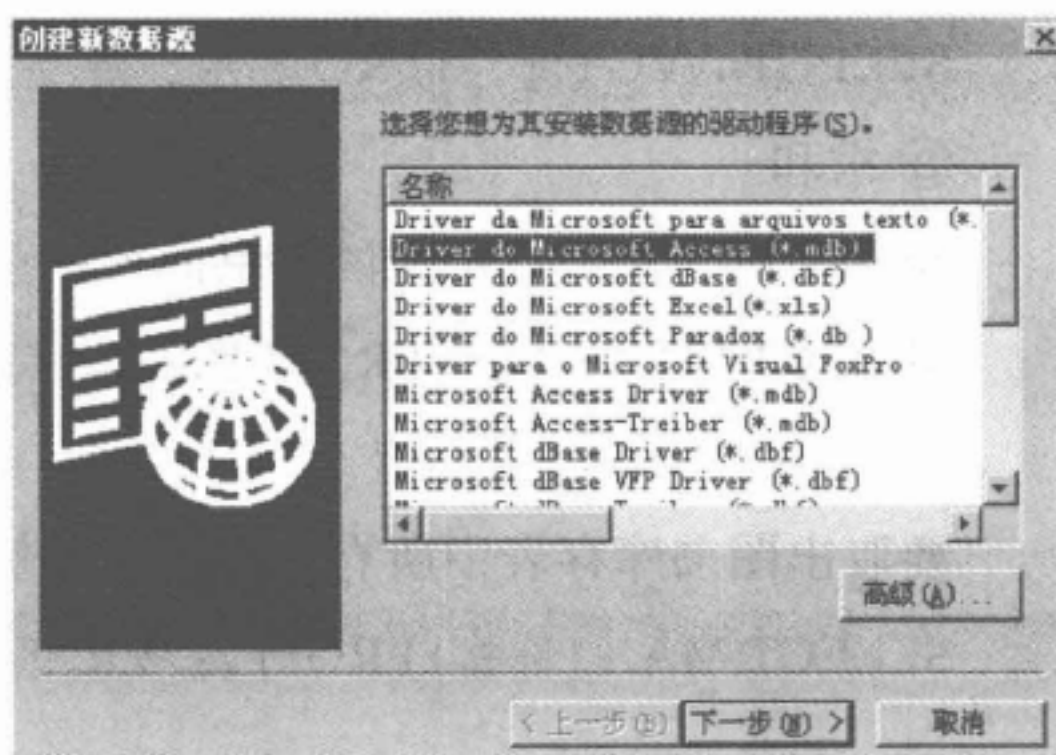 创建新数据源
选择您想为其安装数据源的驱动程序(S)。
名称
Driver da Microsoft para arquivos texto (*.
Driver do Microsoft Access (*.mdb)
Driver do Microsoft dBase (*.dbf)
Driver do Microsoft Excel(*.xls)
Driver do Microsoft Paradox (*.db )
Driver para o Microsoft Visual FoxPro
Microsoft Access Driver (*.mdb)
Microsoft Access-Treiber (*.mdb)
Microsoft dBase Driver (*.dbf)
Microsoft dBase VFP Driver (*.dbf)
高级(A)...
< 上一步(B) 下一步(N) > 取消